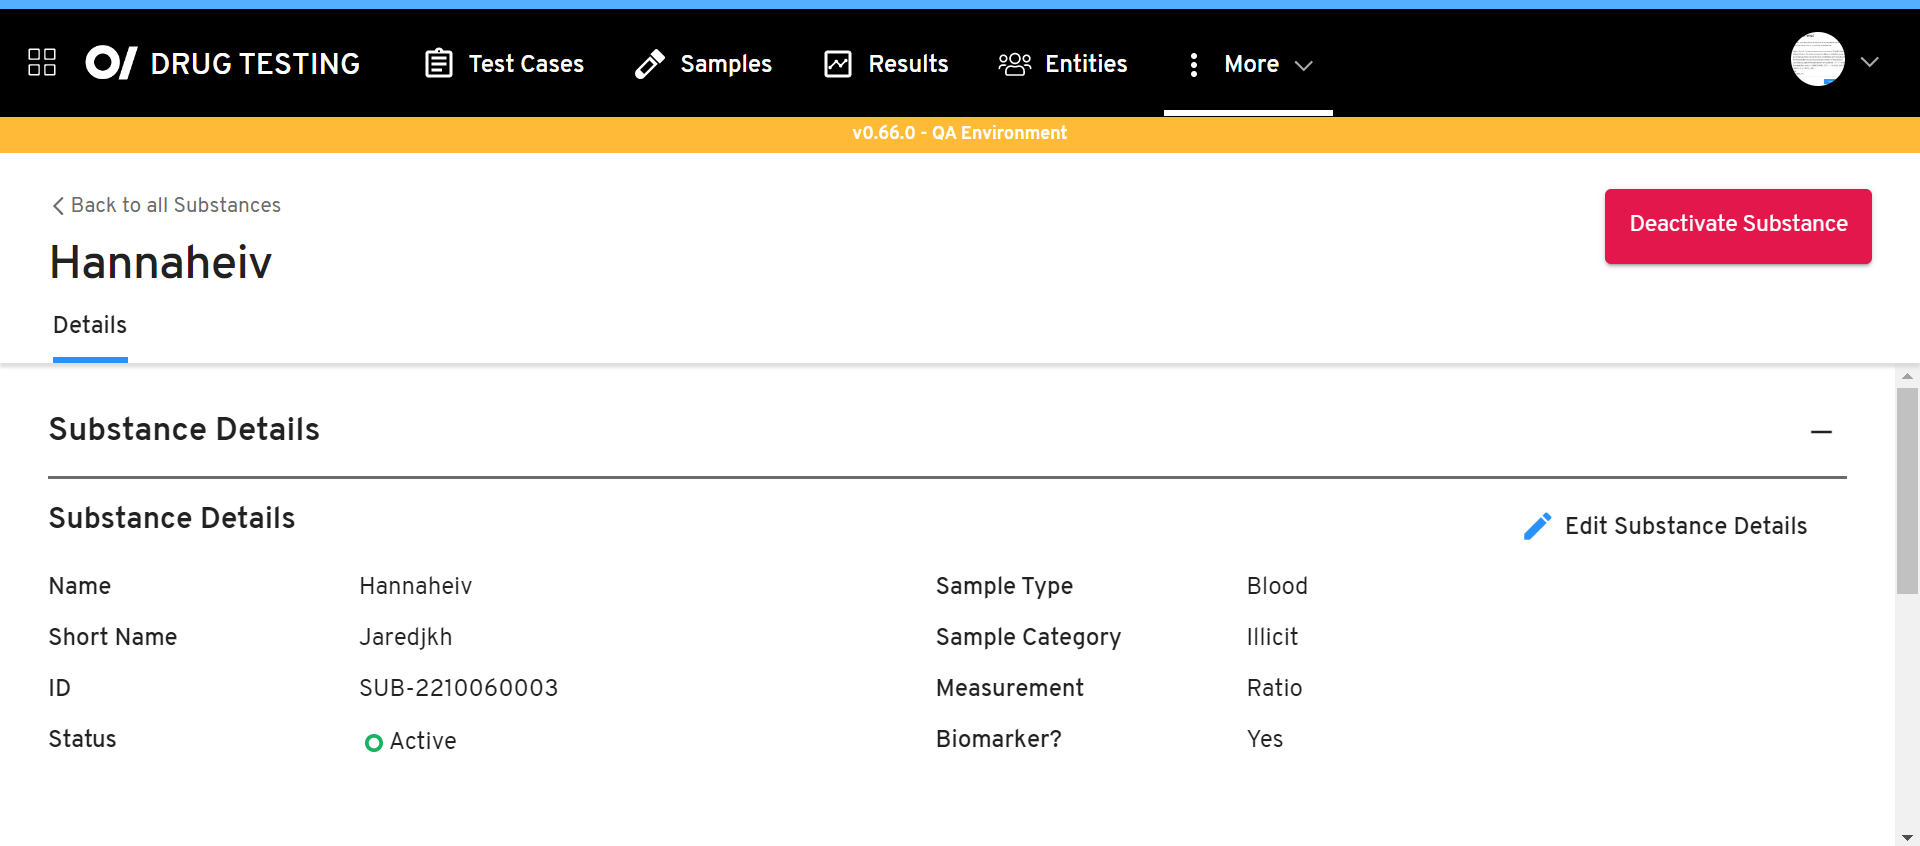 DRUG TESTING
Test Cases
Samples
Results
Entities
More
v0.66.0 - QA Environment
Back to all Substances
Deactivate Substance
Hannaheiv
Details
Substance Details
Substance Details
Edit Substance Details
Name Hannaheiv Sample Type Blood
Short Name Jaredjkh Sample Category Illicit
ID SUB-2210060003 Measurement Ratio
Status Active Biomarker? Yes